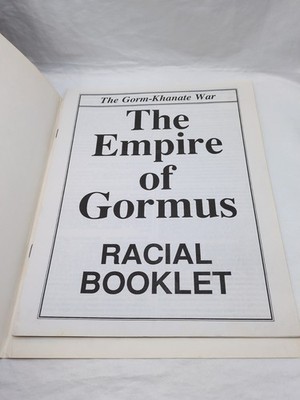 The Gorm-Khanate War
The
Empire
of
Gormus
RACIAL
BOOKLET